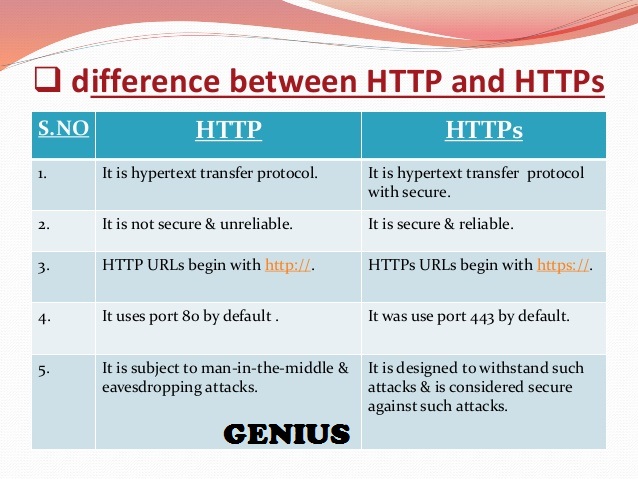 ❑ difference between HTTP and HTTPs
S.NO HTTP HTTPs
1. It is hypertext transfer protocol. It is hypertext transfer protocol
with secure.
2. It is not secure & unreliable. It is secure & reliable.
3. HTTP URLs begin with http://. HTTPs URLs begin with https://.
4. It uses port 80 by default . It was use port 443 by default.
5. It is subject to man-in-the-middle &
eavesdropping attacks.
It is designed to withstand such
attacks & is considered secure
against such attacks.
GENIUS